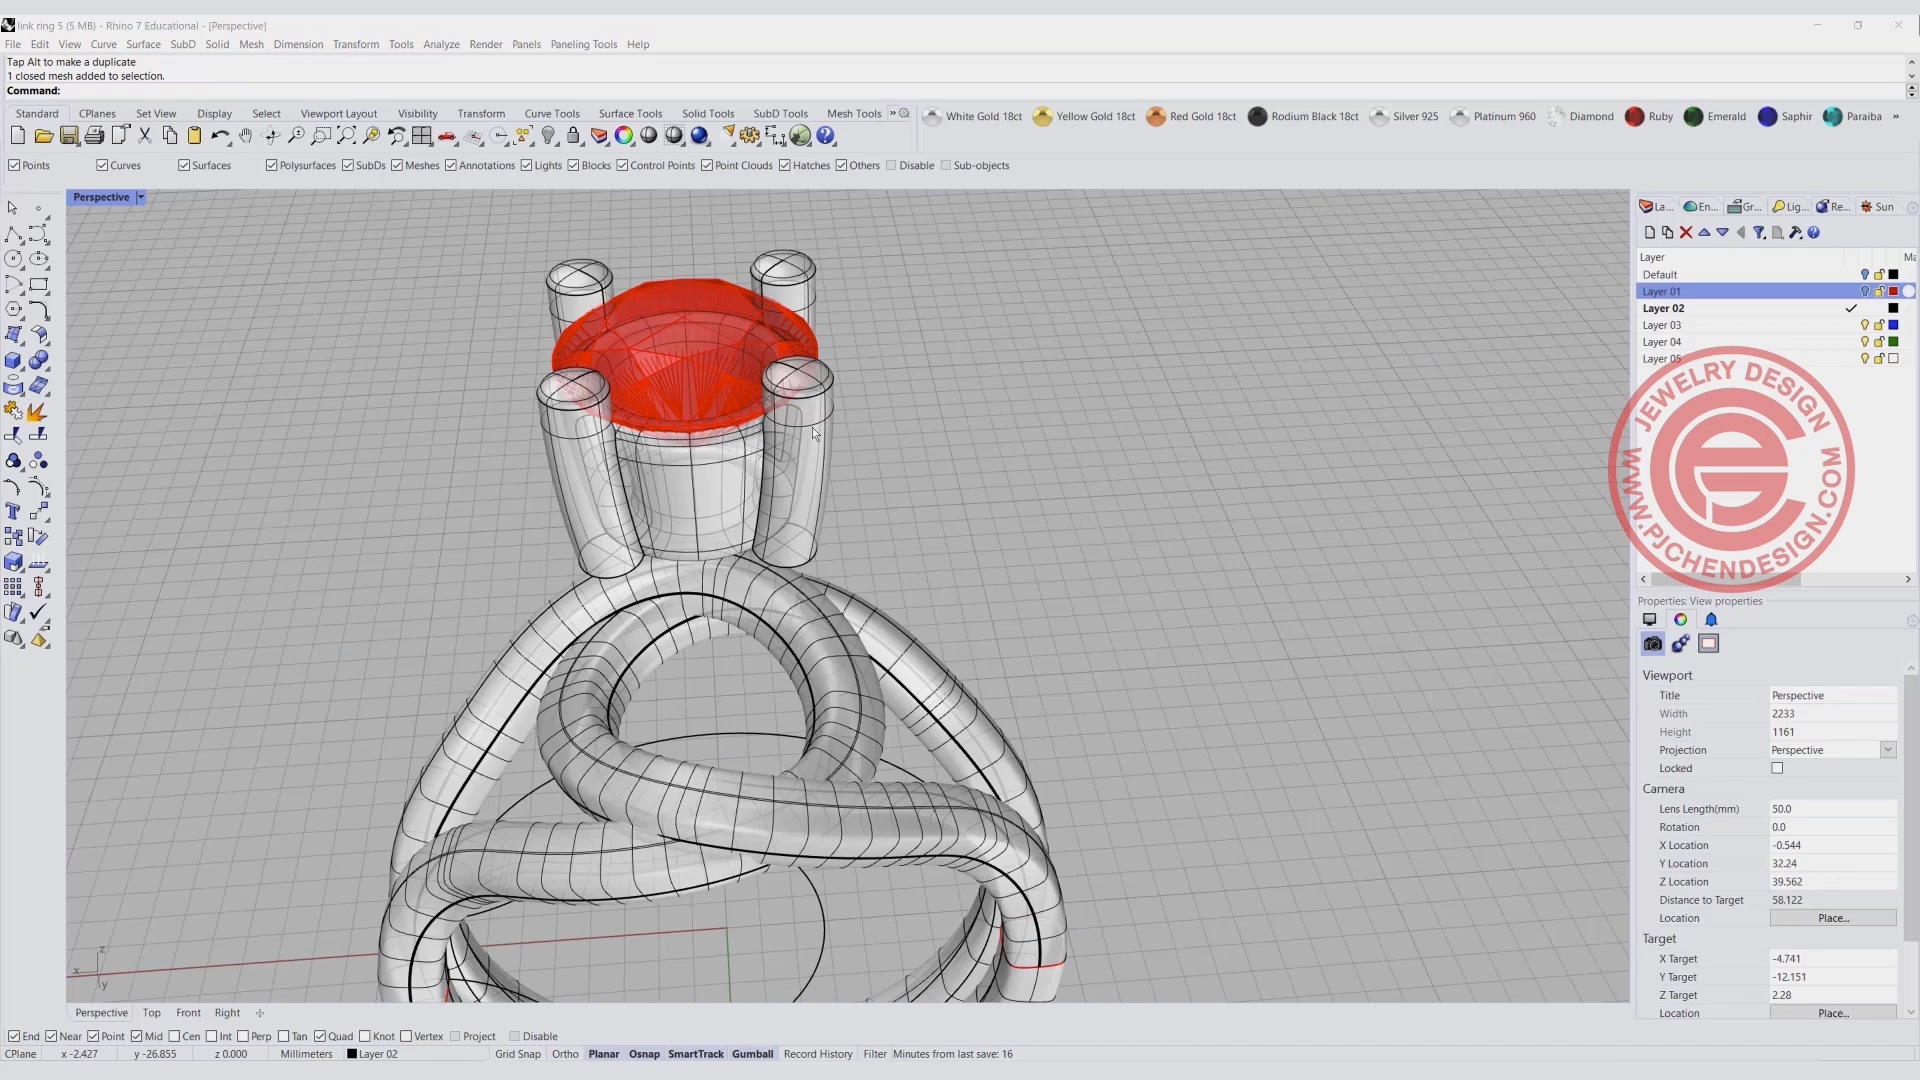 link ring 5 (5 MB) - Rhino 7 Educational - [Perspective]
File Edit View Curve Surface SubD Solid Mesh Dimension Transform Tools Analyze Render Panels Paneling Tools Help
Tap Alt to make a duplicate
1 closed mesh added to selection.
Command:
Standard CPlanes Set View Display Select Viewport Layout Visibility Transform Curve Tools Surface Tools Solid Tools SubD Tools Mesh Tools »
White Gold 18ct Yellow Gold 18ct Red Gold 18ct Rodium Black 18ct Silver 925 Platinum 960 Diamond Ruby Emerald Saphir Paraiba »
Points Curves Surfaces Polysurfaces SubDs Meshes Annotations Lights Blocks Control Points Point Clouds Hatches Others Disable Sub-objects
Perspective
La... En... Gr... Lig... Re... Sun
Layer Ma
Default
Layer 01
Layer 02
Layer 03
Layer 04
Layer 05
JEWELRY DESIGN
WWW.PJCHENDESIGN.COM
Properties: View properties
Viewport
Title Perspective
Width 2233
Height 1161
Projection Perspective
Locked
Camera
Lens Length(mm) 50.0
Rotation 0.0
X Location -0.544
Y Location 32.24
Z Location 39.562
Distance to Target 58.122
Location Place...
Target
X Target -4.741
Y Target -12.151
Z Target 2.28
Location Place...
z
x
y
Perspective Top Front Right
End Near Point Mid Cen Int Perp Tan Quad Knot Vertex Project Disable
CPlane x -2.427 y -26.855 z 0.000 Millimeters Layer 02 Grid Snap Ortho Planar Osnap SmartTrack Gumball Record History Filter Minutes from last save: 16